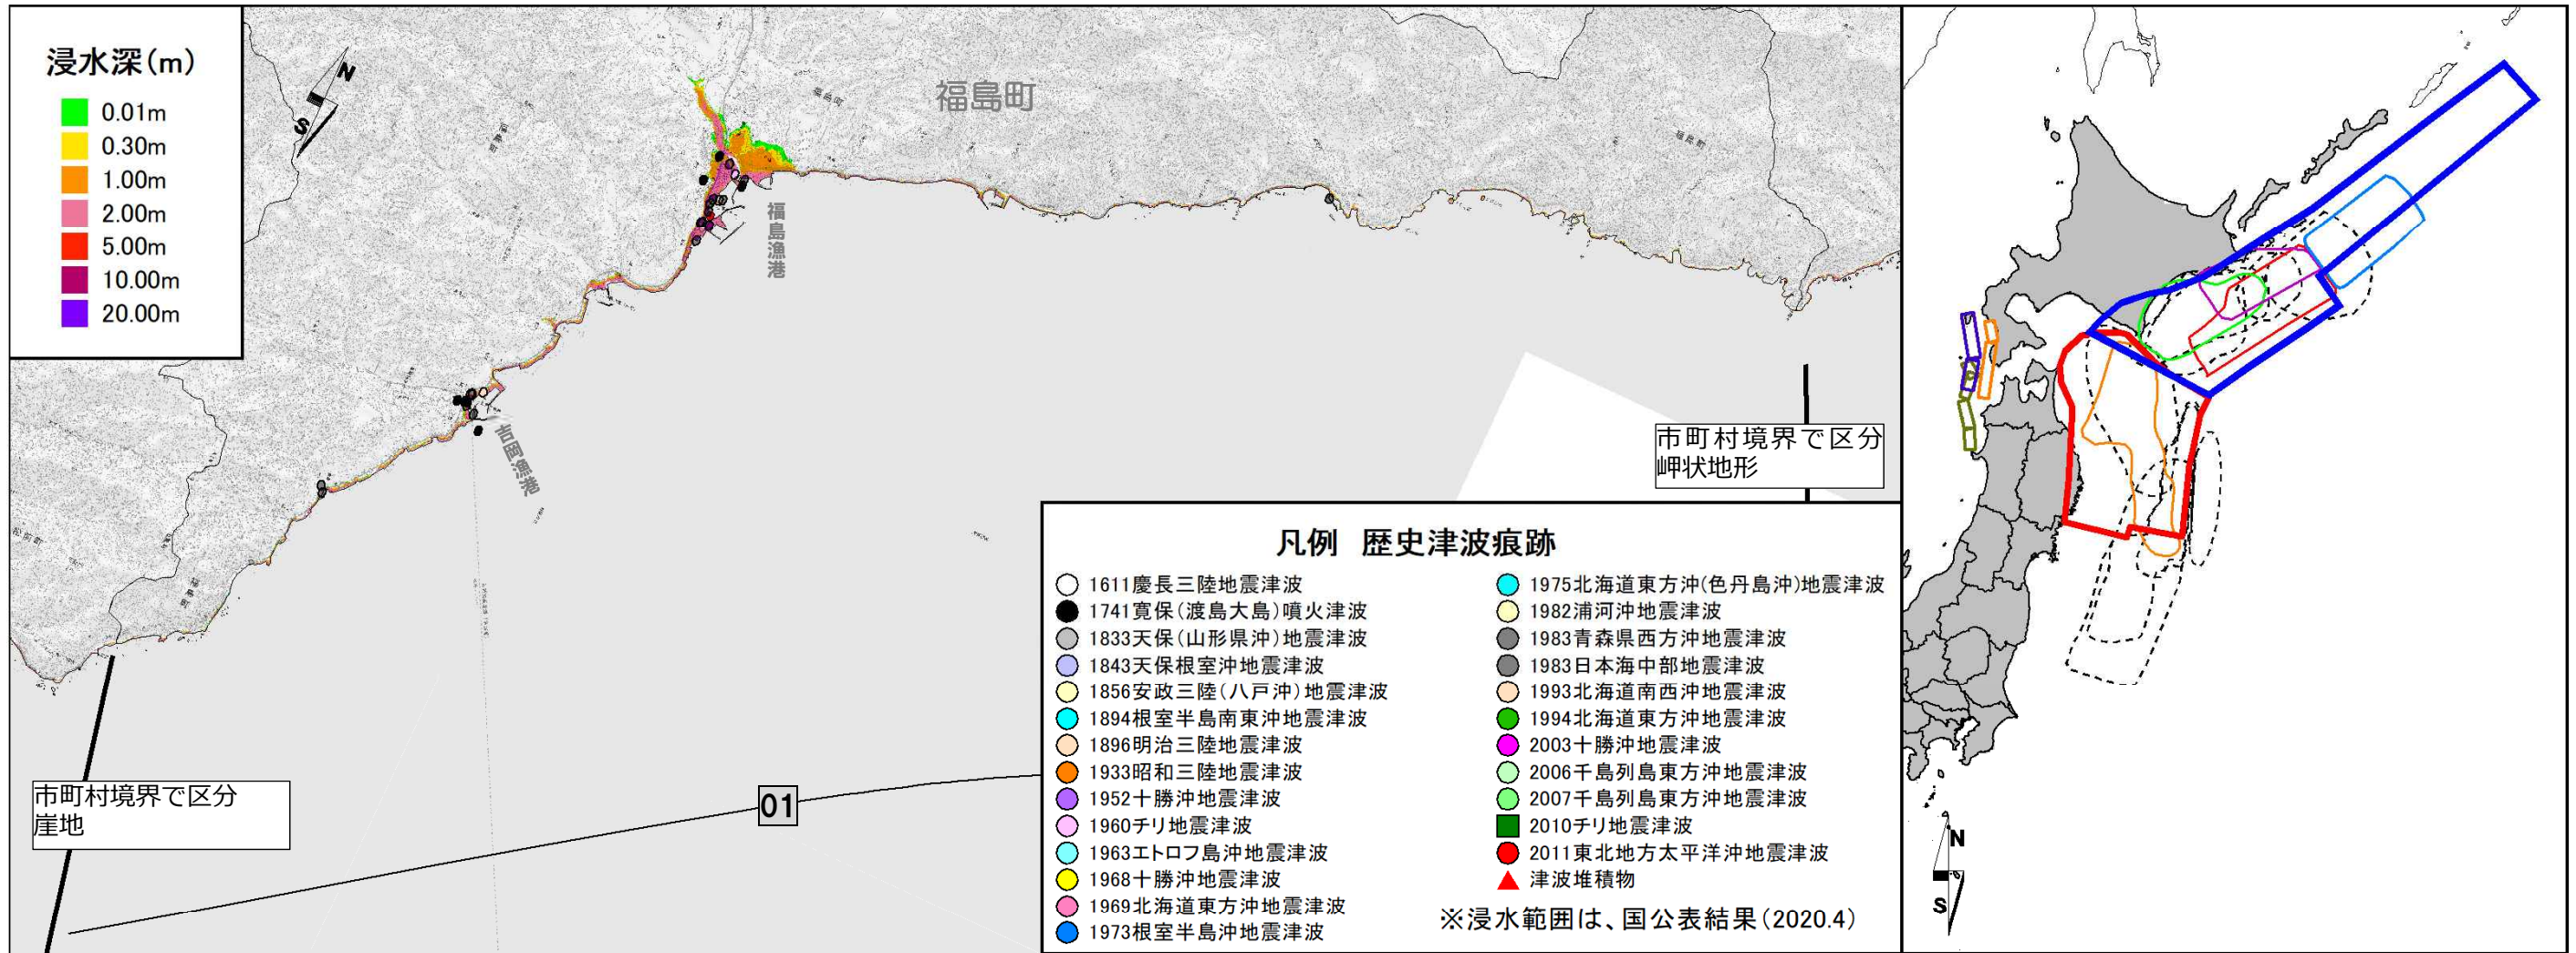 浸水深(m)
0.01m
0.30m
1.00m
2.00m
5.00m
10.00m
20.00m
N
S
福島町
福島町
福島町
福島漁港
吉岡漁港
市町村境界で区分
岬状地形
市町村境界で区分
崖地
01
凡例 歴史津波痕跡
1611慶長三陸地震津波
1741寛保(渡島大島)噴火津波
1833天保(山形県沖)地震津波
1843天保根室沖地震津波
1856安政三陸(八戸沖)地震津波
1894根室半島南東沖地震津波
1896明治三陸地震津波
1933昭和三陸地震津波
1952十勝沖地震津波
1960チリ地震津波
1963エトロフ島沖地震津波
1968十勝沖地震津波
1969北海道東方沖地震津波
1973根室半島沖地震津波
1975北海道東方沖(色丹島沖)地震津波
1982浦河沖地震津波
1983青森県西方沖地震津波
1983日本海中部地震津波
1993北海道南西沖地震津波
1994北海道東方沖地震津波
2003十勝沖地震津波
2006千島列島東方沖地震津波
2007千島列島東方沖地震津波
2010チリ地震津波
2011東北地方太平洋沖地震津波
津波堆積物
※浸水範囲は、国公表結果(2020.4)
N
S